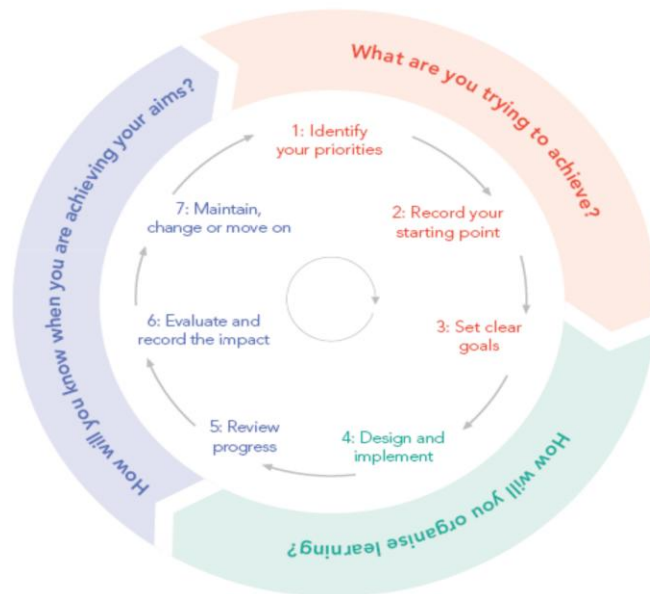 What are you trying to achieve?
1: Identify
your priorities
2: Record your
starting point
3: Set clear
goals
How will you organise learning?
4: Design and
implement
How will you know when you are achieving your aims?
5: Review
progress
6: Evaluate and
record the impact
7: Maintain,
change or move on